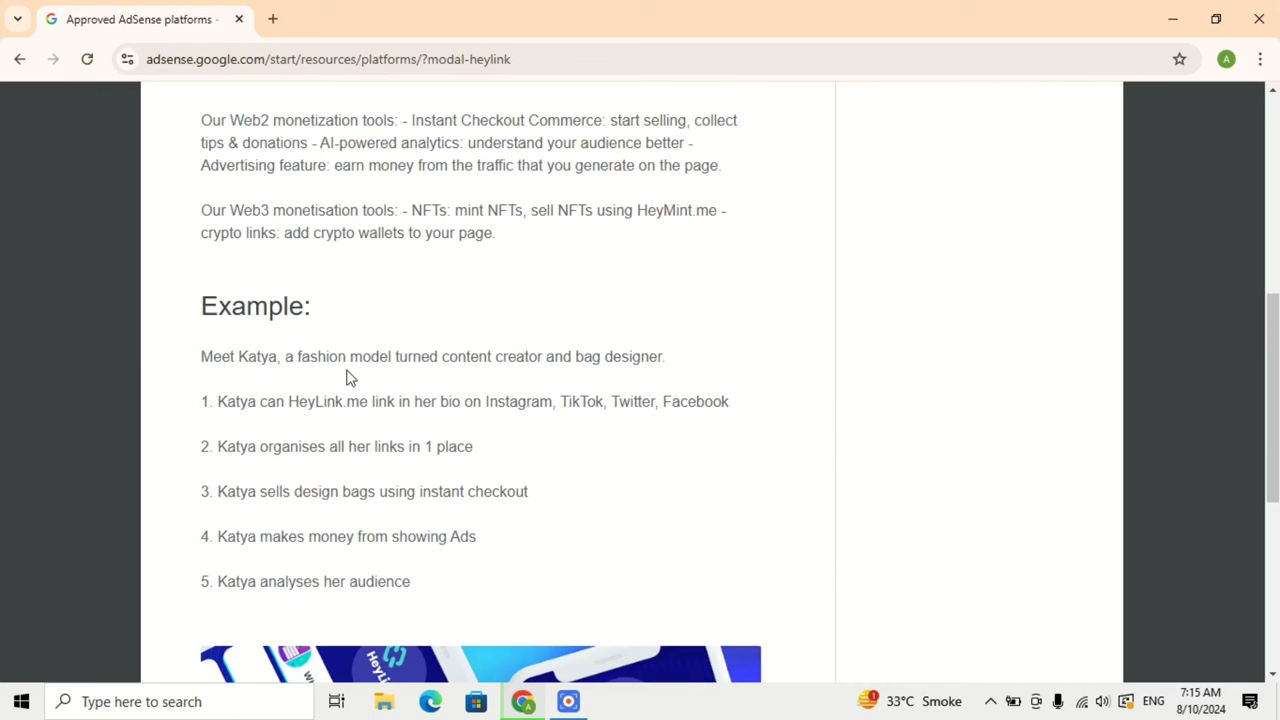 Approved AdSense platforms -
adsense.google.com/start/resources/platforms/?modal-heylink
A
Our Web2 monetization tools: - Instant Checkout Commerce: start selling, collect
tips & donations - AI-powered analytics: understand your audience better -
Advertising feature: earn money from the traffic that you generate on the page.
Our Web3 monetisation tools: - NFTs: mint NFTs, sell NFTs using HeyMint.me -
crypto links: add crypto wallets to your page.
Example:
Meet Katya, a fashion model turned content creator and bag designer.
1. Katya can HeyLink.me link in her bio on Instagram, TikTok, Twitter, Facebook
2. Katya organises all her links in 1 place
3. Katya sells design bags using instant checkout
4. Katya makes money from showing Ads
5. Katya analyses her audience
Type here to search
33°C Smoke
ENG
7:15 AM
8/10/2024